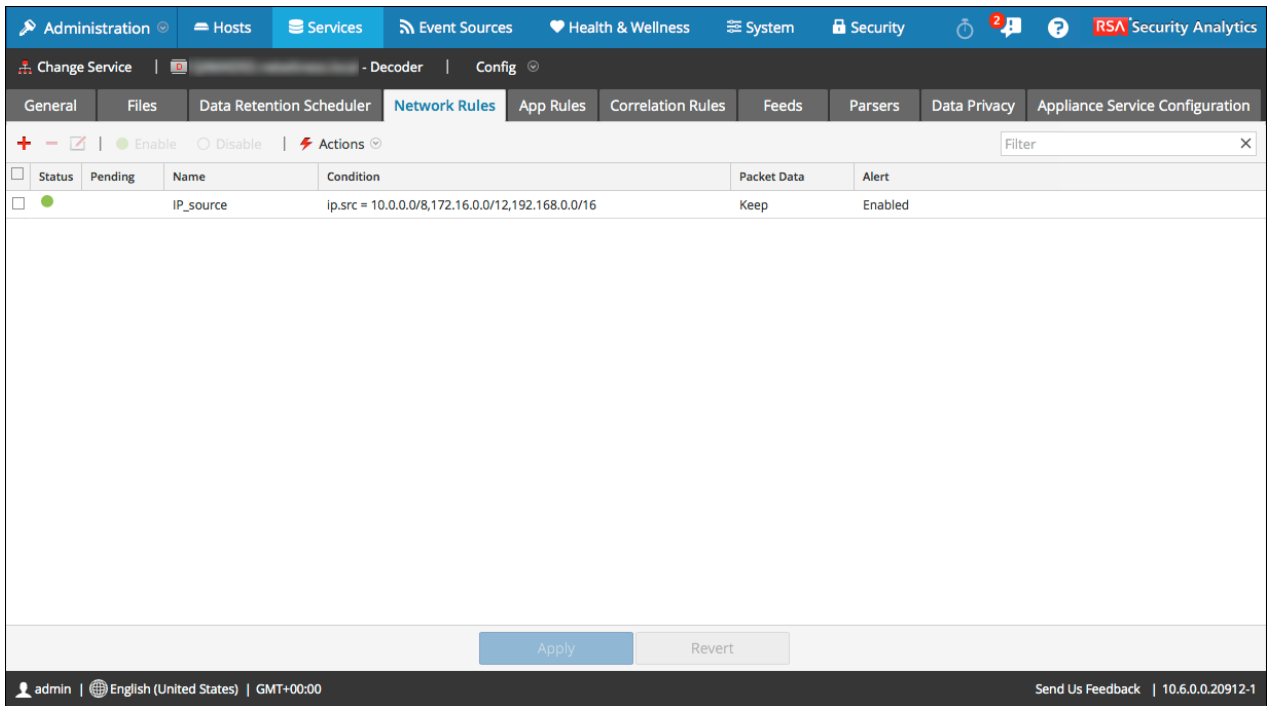 Administration Hosts Services Event Sources Health & Wellness System Security 2 RSA Security Analytics
Change Service | D - Decoder | Config
General Files Data Retention Scheduler Network Rules App Rules Correlation Rules Feeds Parsers Data Privacy Appliance Service Configuration
Enable Disable | Actions Filter
Status Pending Name Condition Packet Data Alert
IP_source ip.src = 10.0.0.0/8,172.16.0.0/12,192.168.0.0/16 Keep Enabled
Apply Revert
admin | English (United States) | GMT+00:00 Send Us Feedback | 10.6.0.0.20912-1